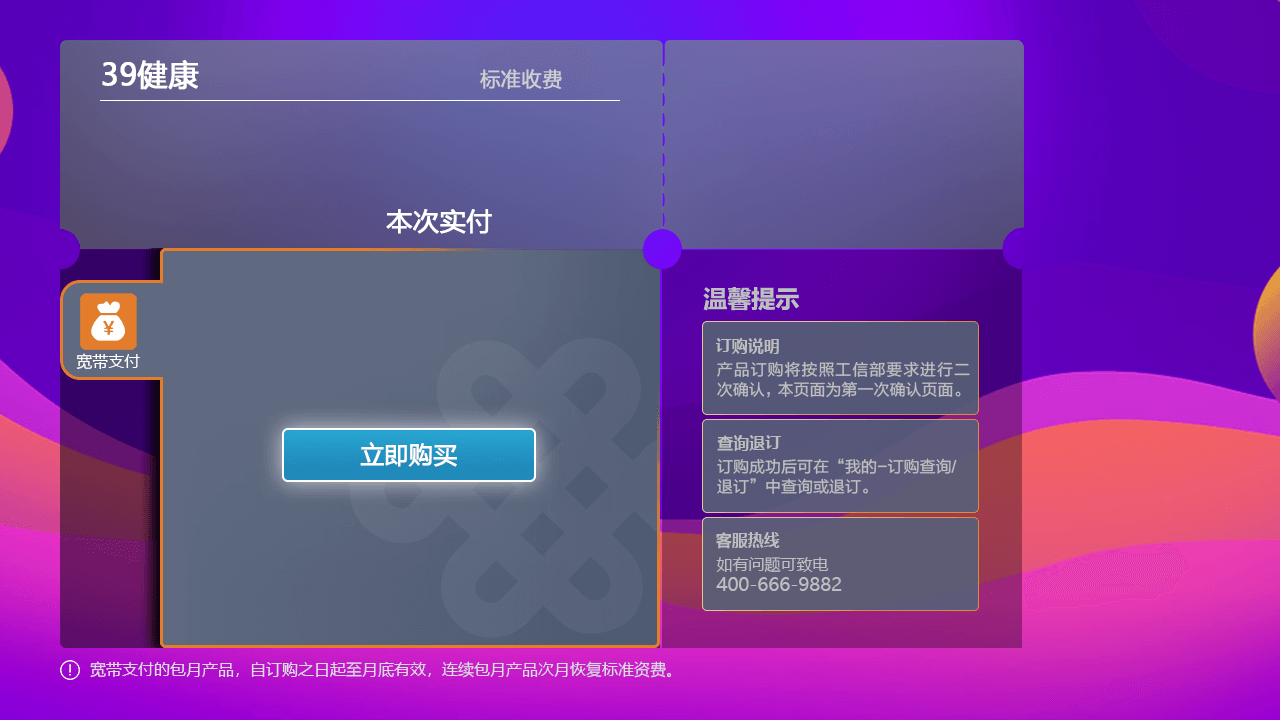 39健康
标准收费
本次实付
¥
宽带支付
立即购买
温馨提示
订购说明
产品订购将按照工信部要求进行二
次确认，本页面为第一次确认页面。
查询退订
订购成功后可在“我的-订购查询/
退订”中查询或退订。
客服热线
如有问题可致电
400-666-9882
! 宽带支付的包月产品，自订购之日起至月底有效，连续包月产品次月恢复标准资费。